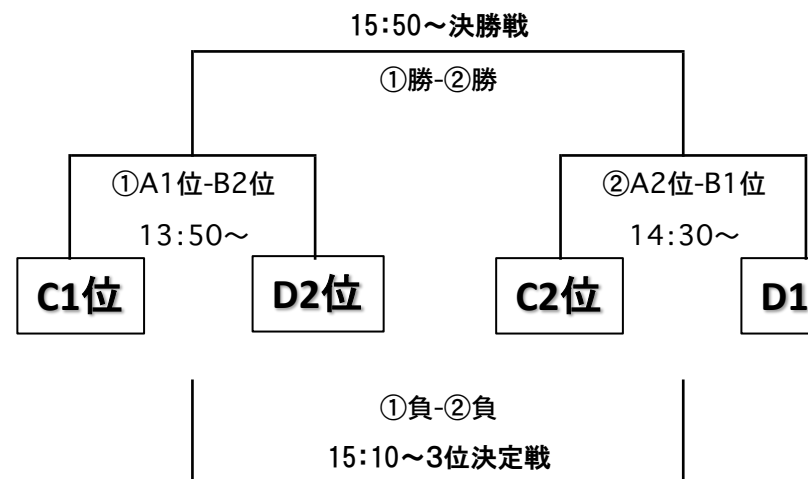 15:50～決勝戦
①勝-②勝
①A1位-B2位
②A2位-B1位
13:50～
14:30～
C1位
D2位
C2位
D1
①負-②負
15:10～3位決定戦